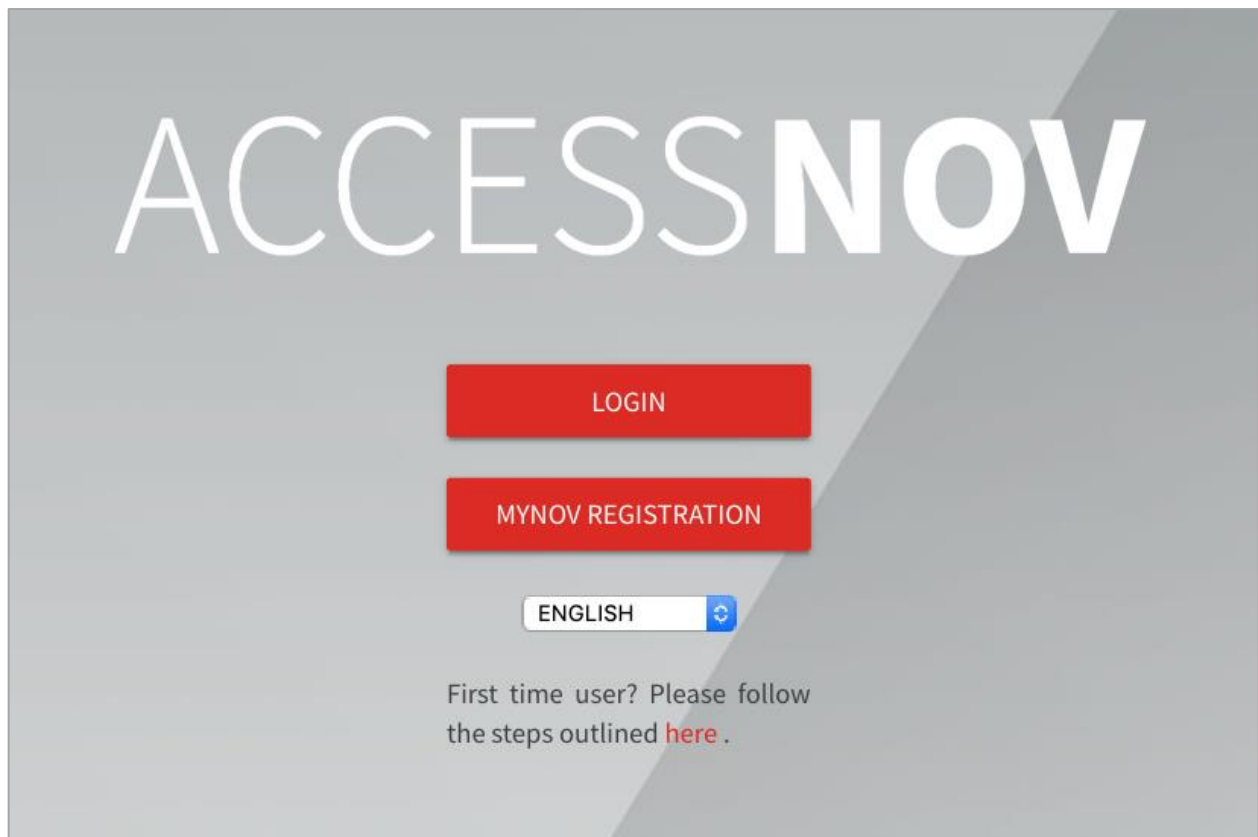 ACCESSNOV
LOGIN
MYNOV REGISTRATION
ENGLISH
First time user? Please follow
the steps outlined here .